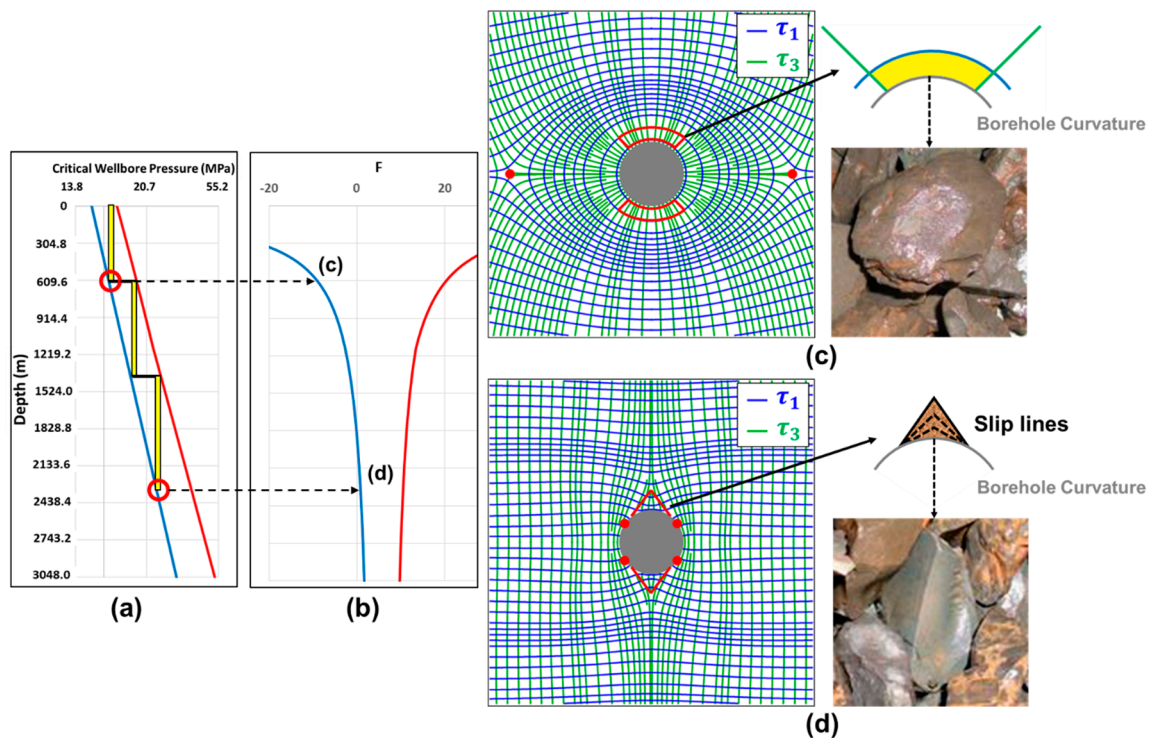 Critical Wellbore Pressure (MPa)
13.8 20.7 55.2
Depth (m)
0
304.8
609.6
914.4
1219.2
1524.0
1828.8
2133.6
2438.4
2743.2
3048.0
(a)
F
-20 0 20
(c)
(d)
(b)
τ1
τ3
Borehole Curvature
(c)
τ1
τ3
Slip lines
Borehole Curvature
(d)